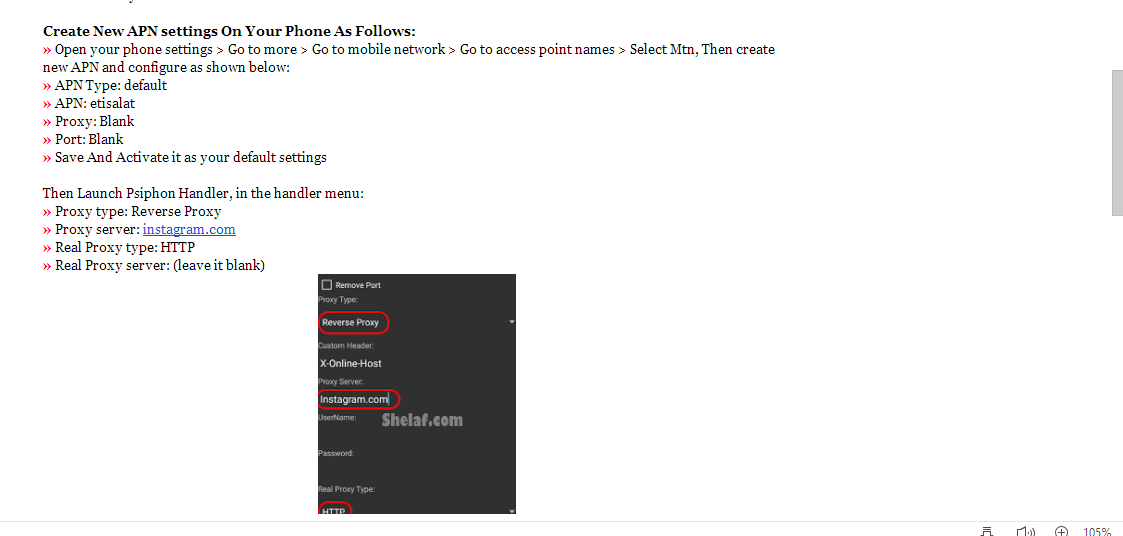 Create New APN settings On Your Phone As Follows:
» Open your phone settings > Go to more > Go to mobile network > Go to access point names > Select Mtn, Then create
new APN and configure as shown below:
» APN Type: default
» APN: etisalat
» Proxy: Blank
» Port: Blank
» Save And Activate it as your default settings
Then Launch Psiphon Handler, in the handler menu:
» Proxy type: Reverse Proxy
» Proxy server: instagram.com
» Real Proxy type: HTTP
» Real Proxy server: (leave it blank)
Remove Port
Proxy Type:
Reverse Proxy
Custom Header:
X-Online-Host
Proxy Server:
Instagram.com
UserName:
Shelaf.com
Password:
Real Proxy Type:
HTTP
105%